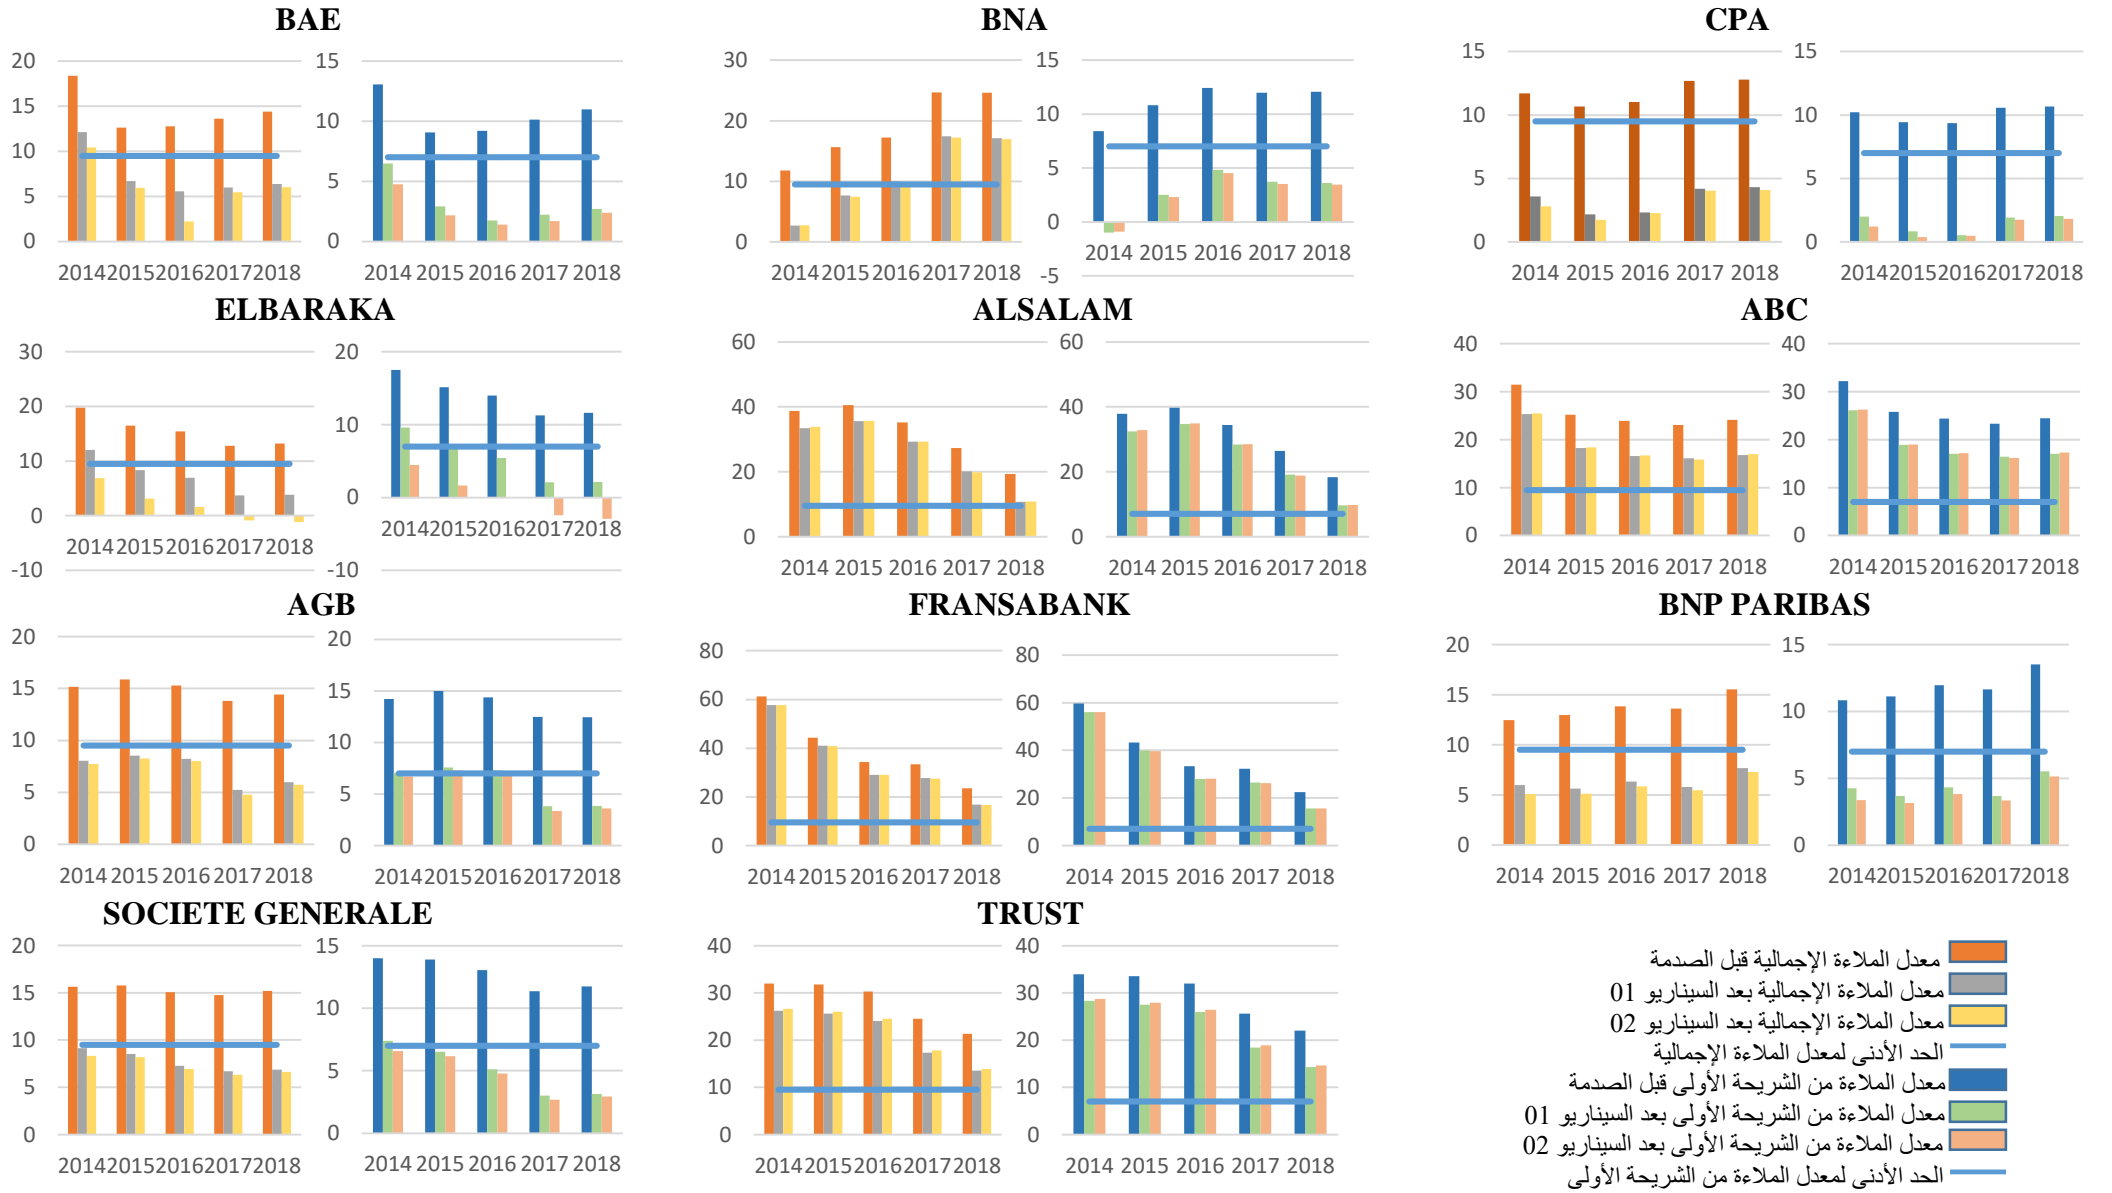 BAE
20
15
10
5
0
2014 2015 2016 2017 2018
15
10
5
0
2014 2015 2016 2017 2018
BNA
30
20
10
0
2014 2015 2016 2017 2018
15
10
5
0
-5
2014 2015 2016 2017 2018
CPA
15
10
5
0
2014 2015 2016 2017 2018
15
10
5
0
2014 2015 2016 2017 2018
ELBARAKA
30
20
10
0
-10
2014 2015 2016 2017 2018
20
10
0
-10
2014 2015 2016 2017 2018
ALSALAM
60
40
20
0
2014 2015 2016 2017 2018
60
40
20
0
2014 2015 2016 2017 2018
ABC
40
30
20
10
0
2014 2015 2016 2017 2018
40
30
20
10
0
2014 2015 2016 2017 2018
AGB
20
15
10
5
0
2014 2015 2016 2017 2018
20
15
10
5
0
2014 2015 2016 2017 2018
FRANSABANK
80
60
40
20
0
2014 2015 2016 2017 2018
80
60
40
20
0
2014 2015 2016 2017 2018
BNP PARIBAS
20
15
10
5
0
2014 2015 2016 2017 2018
15
10
5
0
2014 2015 2016 2017 2018
SOCIETE GENERALE
20
15
10
5
0
2014 2015 2016 2017 2018
15
10
5
0
2014 2015 2016 2017 2018
TRUST
40
30
20
10
0
2014 2015 2016 2017 2018
40
30
20
10
0
2014 2015 2016 2017 2018
معدل الملاءة الإجمالية قبل الصدمة
معدل الملاءة الإجمالية بعد السيناريو 01
معدل الملاءة الإجمالية بعد السيناريو 02
الحد الأدنى لمعدل الملاءة الإجمالية
معدل الملاءة من الشريحة الأولى قبل الصدمة
معدل الملاءة من الشريحة الأولى بعد السيناريو 01
معدل الملاءة من الشريحة الأولى بعد السيناريو 02
الحد الأدنى لمعدل الملاءة من الشريحة الأولى